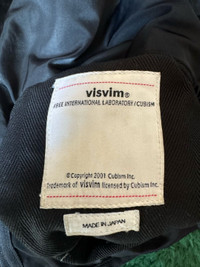 visvim®
FREE INTERNATIONAL LABORATORY/CUBISM
©Copyright 2001 Cubism Inc.
Trademark of visvim licensed by Cubism Inc.
MADE IN JAPAN